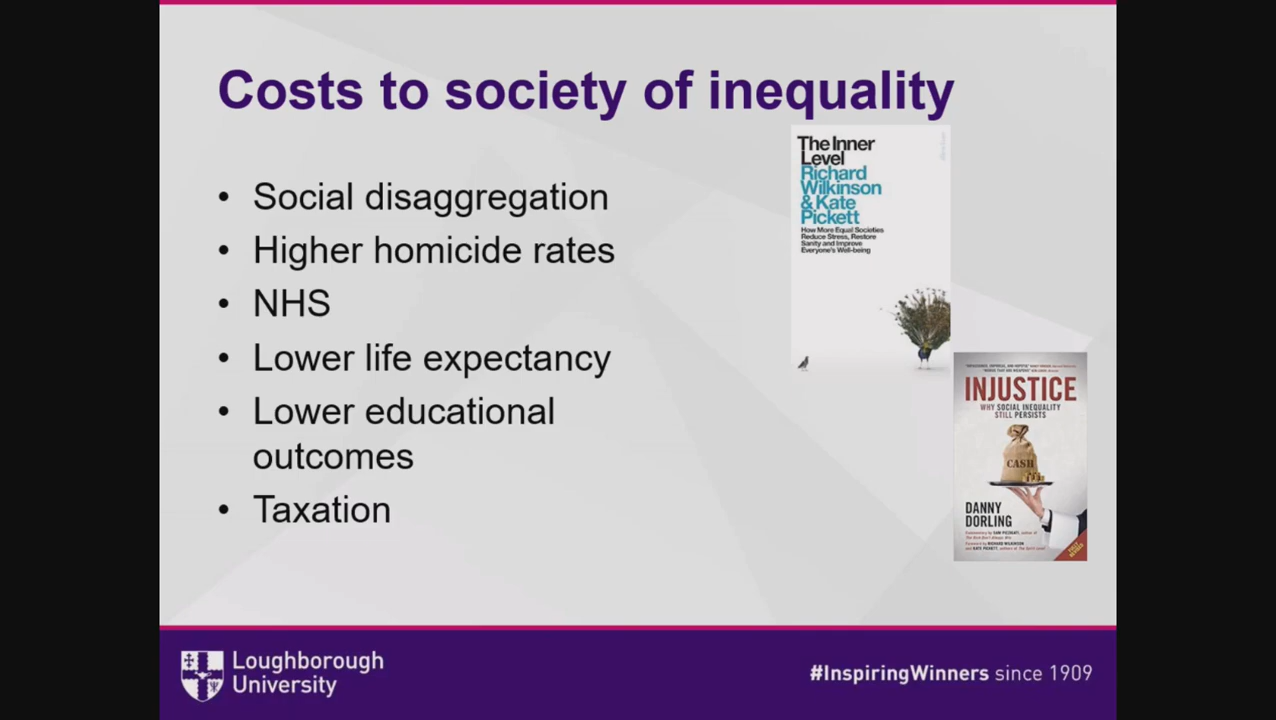 Costs to society of inequality
• Social disaggregation
• Higher homicide rates
• NHS
• Lower life expectancy
• Lower educational
outcomes
• Taxation
The Inner
Level
Richard
Wilkinson
& Kate
Pickett
How More Equal Societies
Reduce Stress, Restore
Sanity and Improve
Everyone's Well-being
INJUSTICE
WHY SOCIAL INEQUALITY
STILL PERSISTS
CASH
DANNY
DORLING
Loughborough
University
#InspiringWinners since 1909